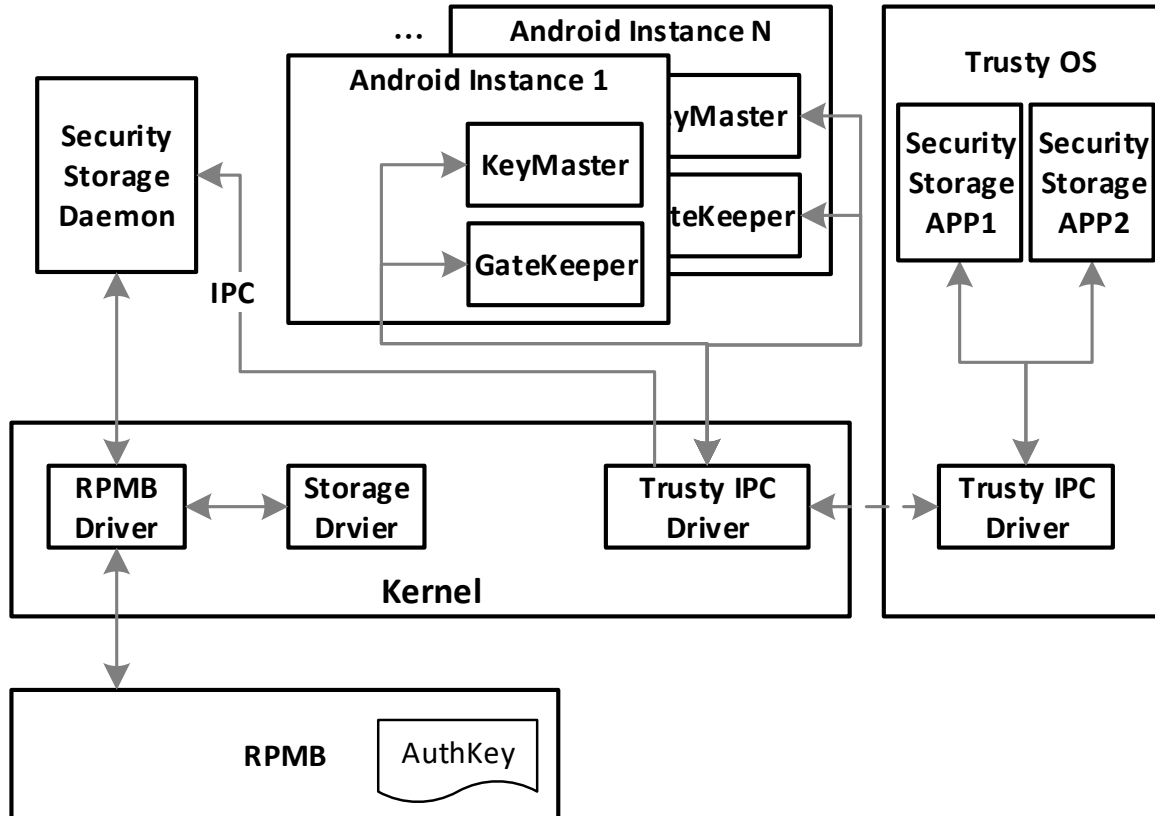 ...
Android Instance N
Android Instance 1
Trusty OS
Security
Storage
Daemon
KeyMaster
eyMaster
GateKeeper
teKeeper
Security
Storage
APP1
Security
Storage
APP2
IPC
RPMB
Driver
Storage
Drvier
Trusty IPC
Driver
Trusty IPC
Driver
Kernel
RPMB
AuthKey